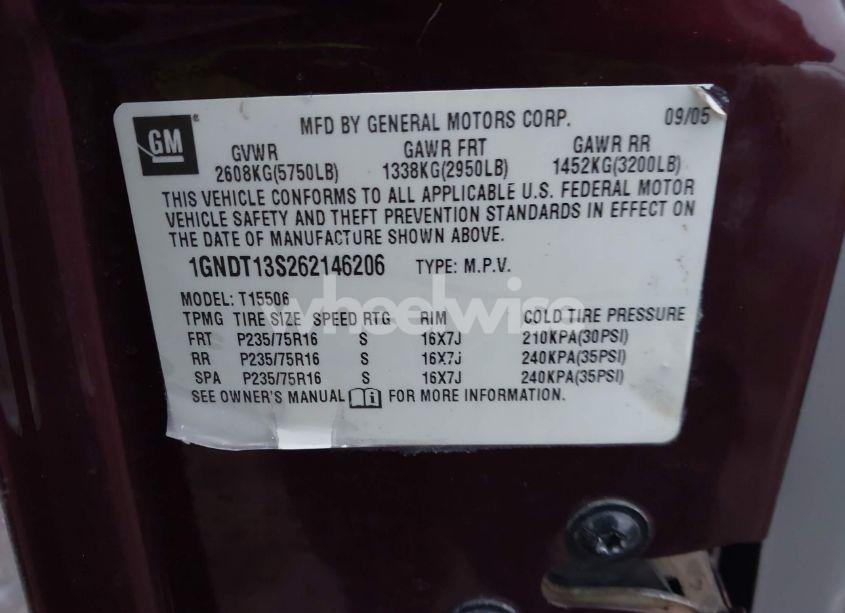 GM ® MFD BY GENERAL MOTORS CORP. 09/05
GVWR GAWR FRT GAWR RR
2608KG(5750LB) 1338KG(2950LB) 1452KG(3200LB)
THIS VEHICLE CONFORMS TO ALL APPLICABLE U.S. FEDERAL MOTOR
VEHICLE SAFETY AND THEFT PREVENTION STANDARDS IN EFFECT ON
THE DATE OF MANUFACTURE SHOWN ABOVE.
1GNDT13S262146206 TYPE: M.P.V.
MODEL: T15506
wheelwise
TPMG TIRE SIZE SPEED RTG RIM COLD TIRE PRESSURE
FRT P235/75R16 S 16X7J 210KPA(30PSI)
RR P235/75R16 S 16X7J 240KPA(35PSI)
SPA P235/75R16 S 16X7J 240KPA(35PSI)
SEE OWNER'S MANUAL FOR MORE INFORMATION.